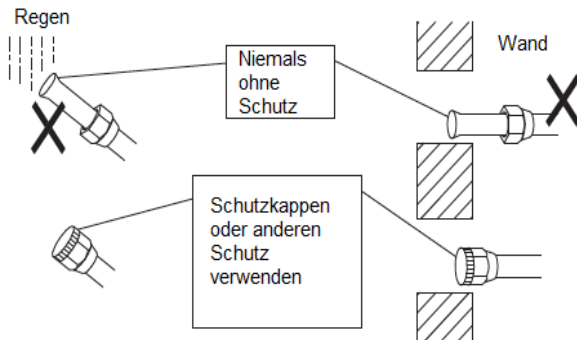 Regen
Wand
Niemals
ohne
Schutz
Schutzkappen
oder anderen
Schutz
verwenden